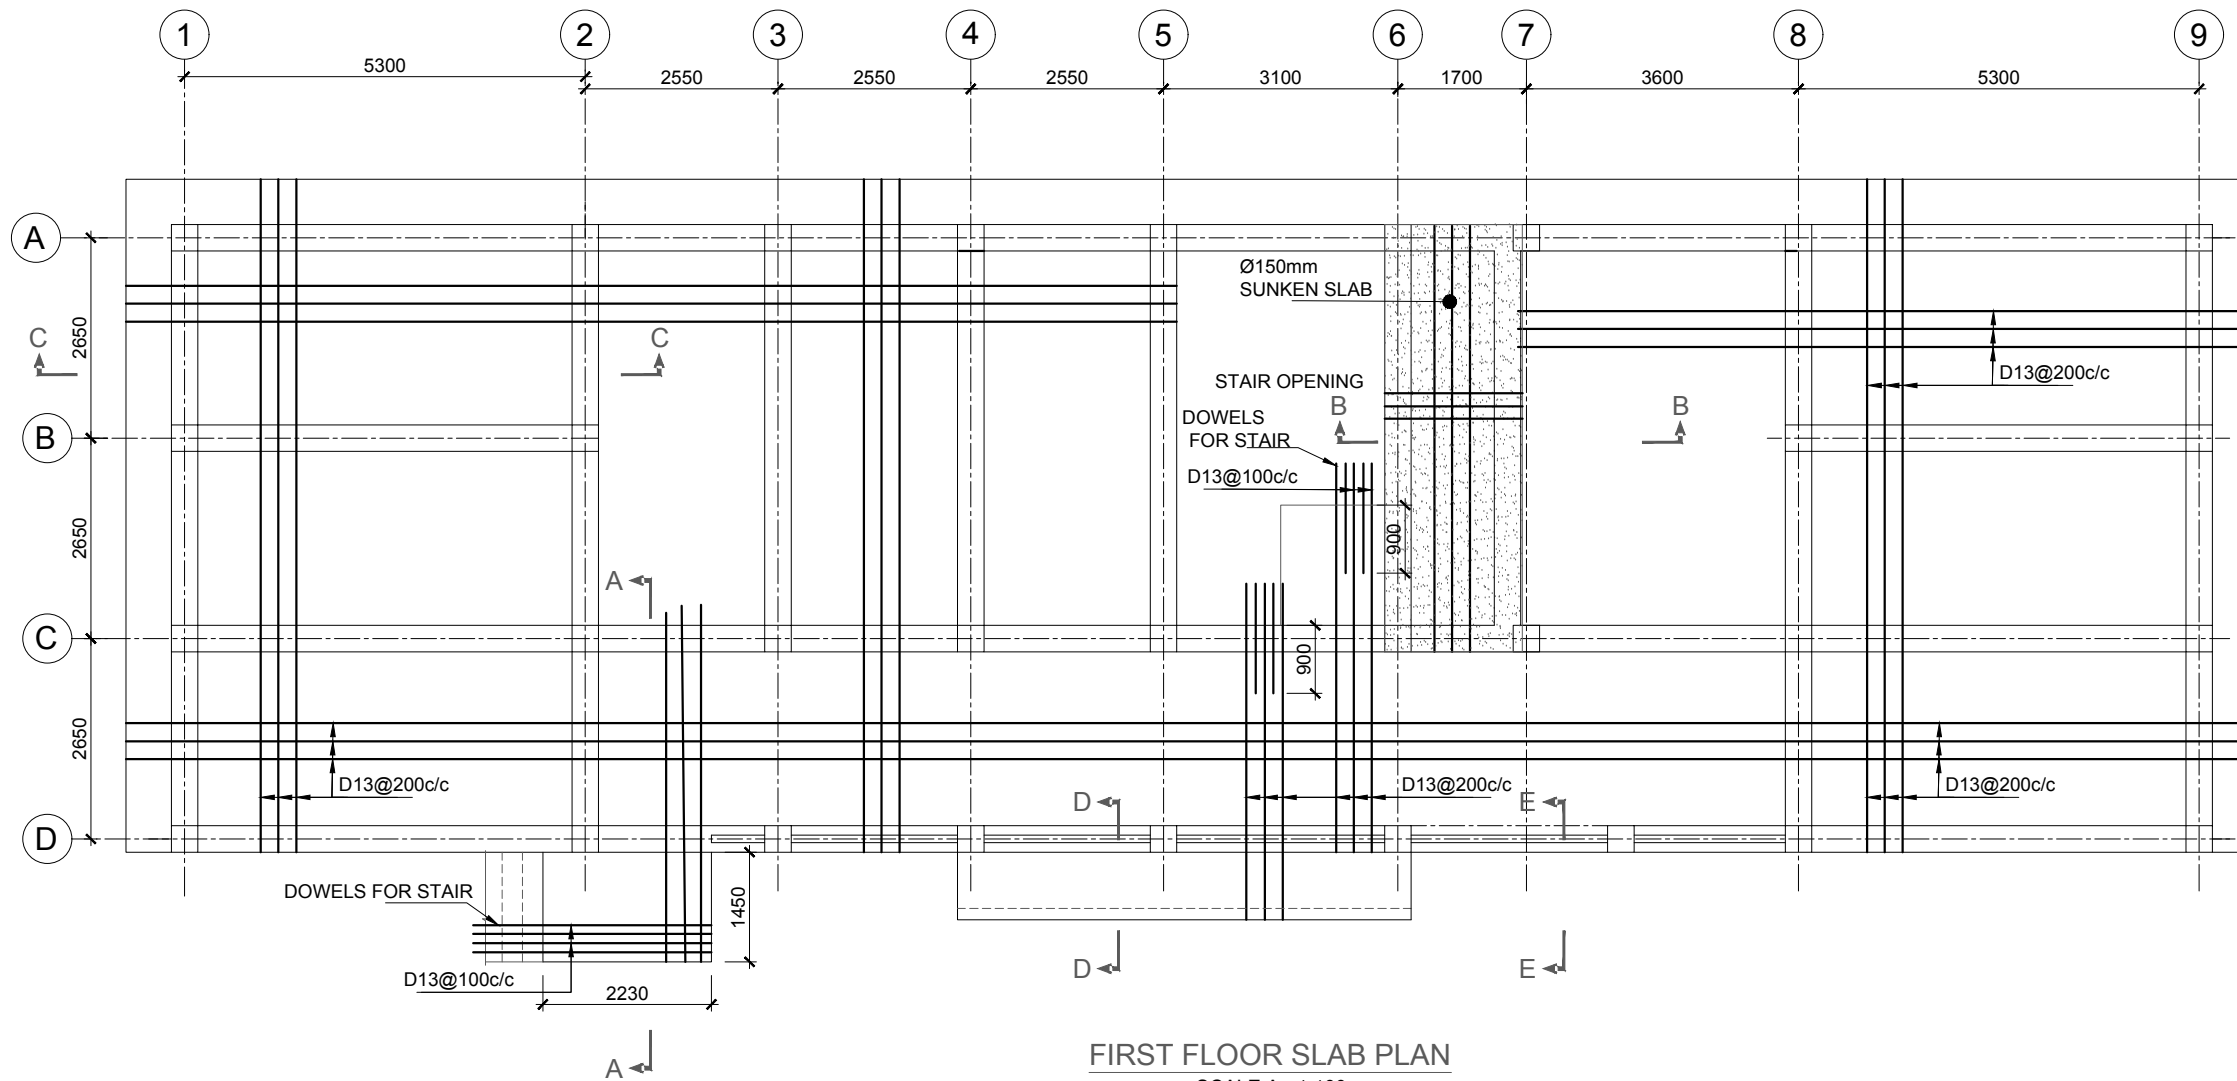 1 2 3 4 5 6 7 8 9
5300 2550 2550 2550 3100 1700 3600 5300
A
Ø150mm
SUNKEN SLAB
2650
C C
D13@200c/c
STAIR OPENING
B B
DOWELS
FOR STAIR
B
D13@100c/c
2650
900
A
C
900
2650
D13@200c/c D13@200c/c D13@200c/c
D E
D
DOWELS FOR STAIR
1450
D13@100c/c
D E
2230
A
FIRST FLOOR SLAB PLAN